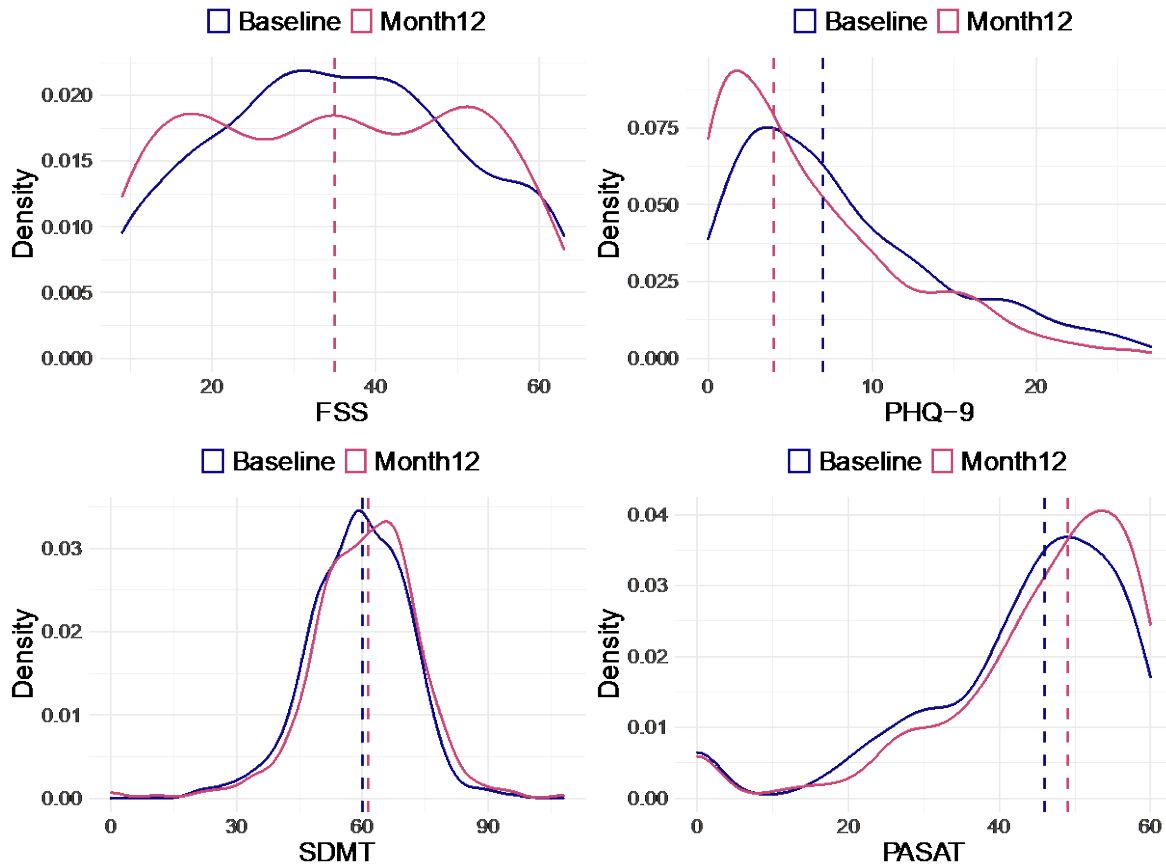 Baseline Month12
Density
0.020
0.015
0.010
0.005
0.000
20 40 60
FSS
Baseline Month12
Density
0.075
0.050
0.025
0.000
0 10 20
PHQ-9
Baseline Month12
Density
0.03
0.02
0.01
0.00
0 30 60 90
SDMT
Baseline Month12
Density
0.04
0.03
0.02
0.01
0.00
0 20 40 60
PASAT